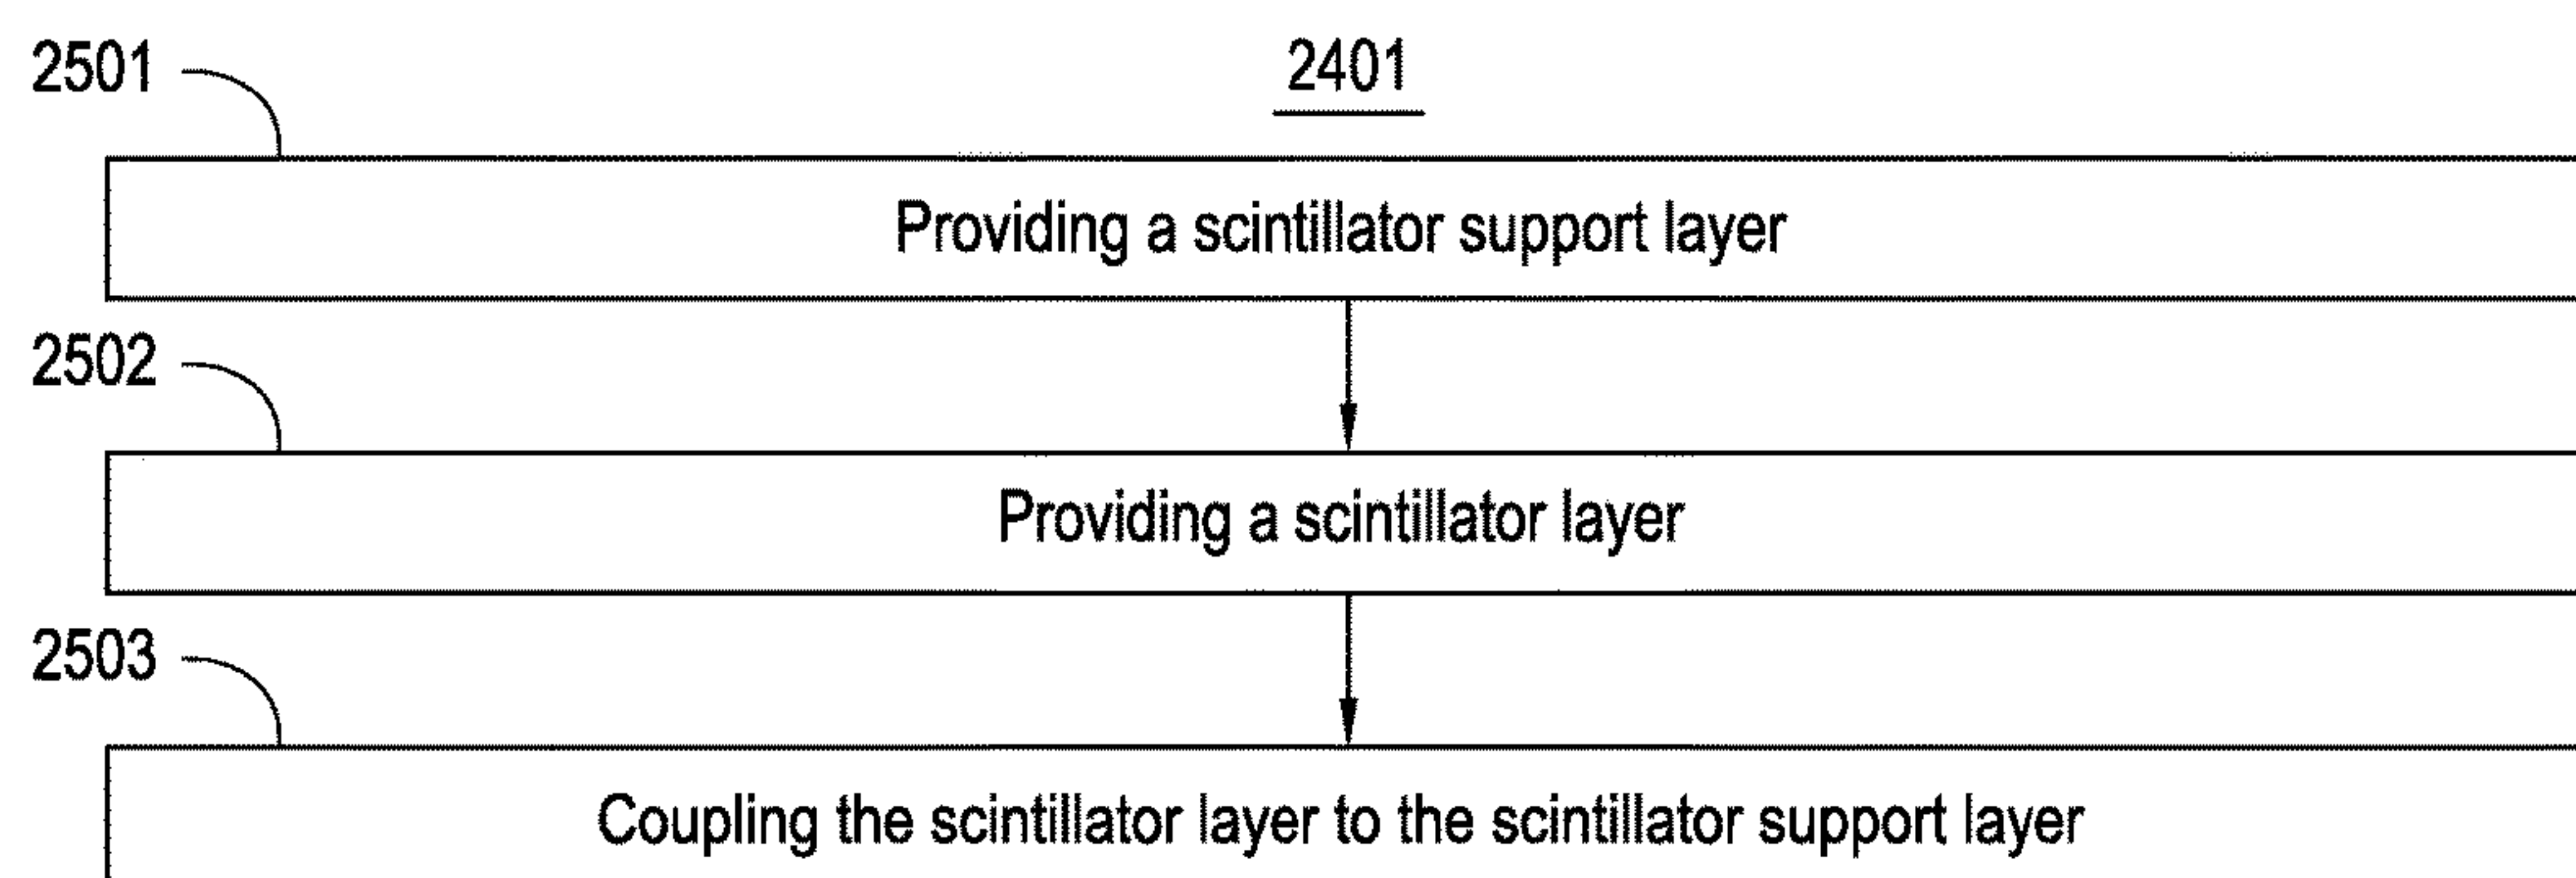 2501
2401
Providing a scintillator support layer
2502
Providing a scintillator layer
2503
Coupling the scintillator layer to the scintillator support layer